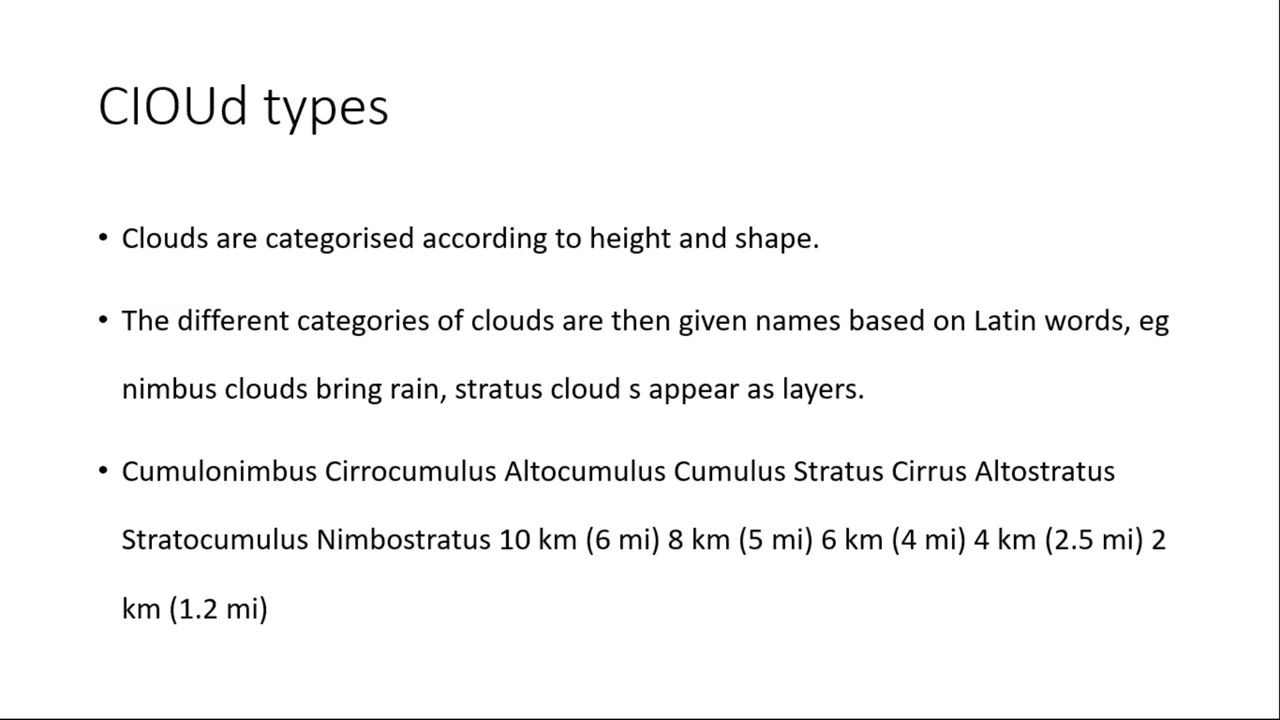 CIOUd types
• Clouds are categorised according to height and shape.
• The different categories of clouds are then given names based on Latin words, eg
nimbus clouds bring rain, stratus cloud s appear as layers.
• Cumulonimbus Cirrocumulus Altocumulus Cumulus Stratus Cirrus Altostratus
Stratocumulus Nimbostratus 10 km (6 mi) 8 km (5 mi) 6 km (4 mi) 4 km (2.5 mi) 2
km (1.2 mi)